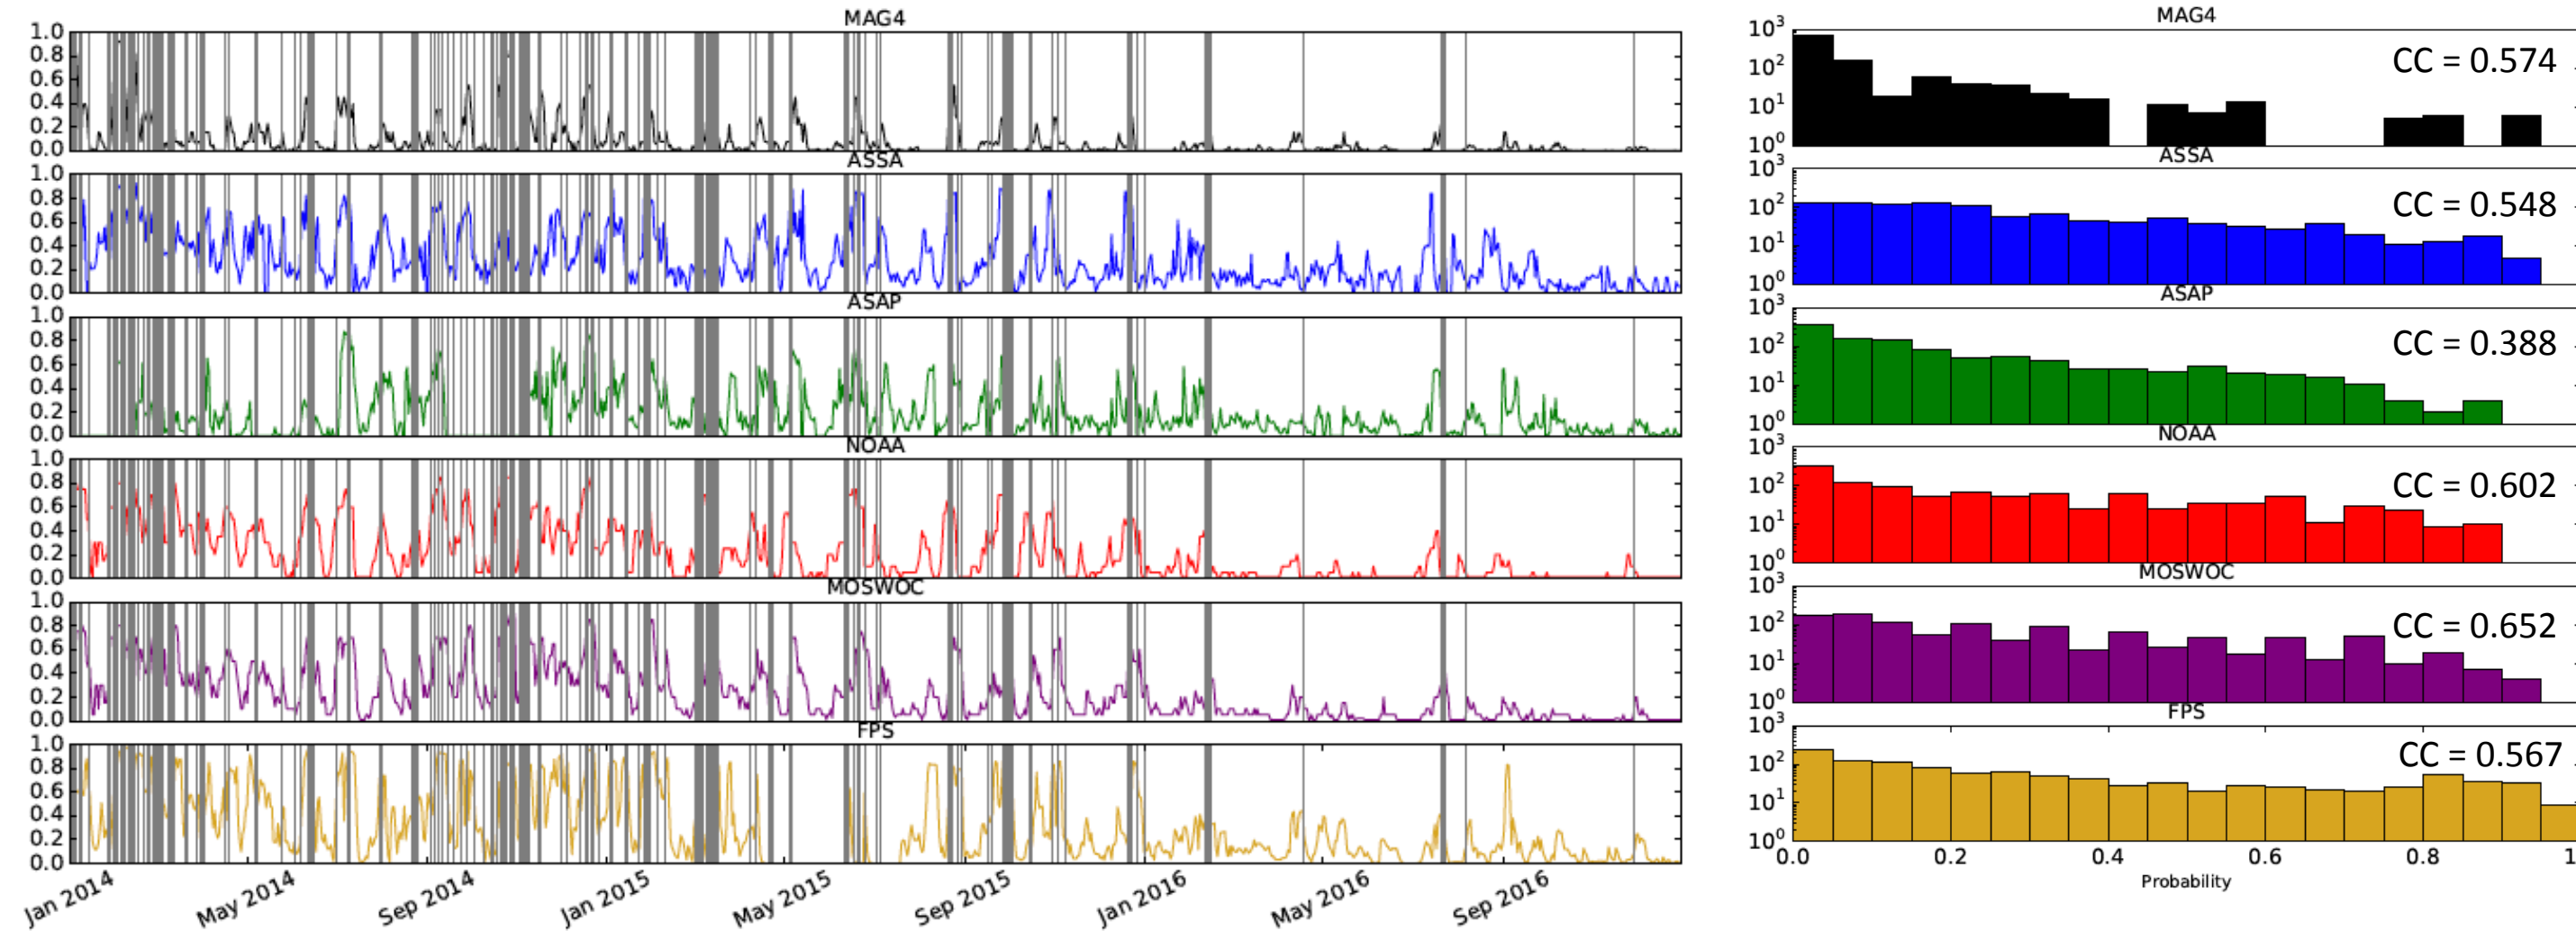 MAG4
1.0
0.8
0.6
0.4
0.2
0.0
ASSA
1.0
0.8
0.6
0.4
0.2
0.0
ASAP
1.0
0.8
0.6
0.4
0.2
0.0
NOAA
1.0
0.8
0.6
0.4
0.2
0.0
MOSWOC
1.0
0.8
0.6
0.4
0.2
0.0
FPS
1.0
0.8
0.6
0.4
0.2
0.0
Jan 2014 May 2014 Sep 2014 Jan 2015 May 2015 Sep 2015 Jan 2016 May 2016 Sep 2016
MAG4
10³
10²
10¹
10⁰
CC = 0.574
ASSA
10³
10²
10¹
10⁰
CC = 0.548
ASAP
10³
10²
10¹
10⁰
CC = 0.388
NOAA
10³
10²
10¹
10⁰
CC = 0.602
MOSWOC
10³
10²
10¹
10⁰
CC = 0.652
FPS
10³
10²
10¹
10⁰
CC = 0.567
0.0 0.2 0.4 0.6 0.8
Probability